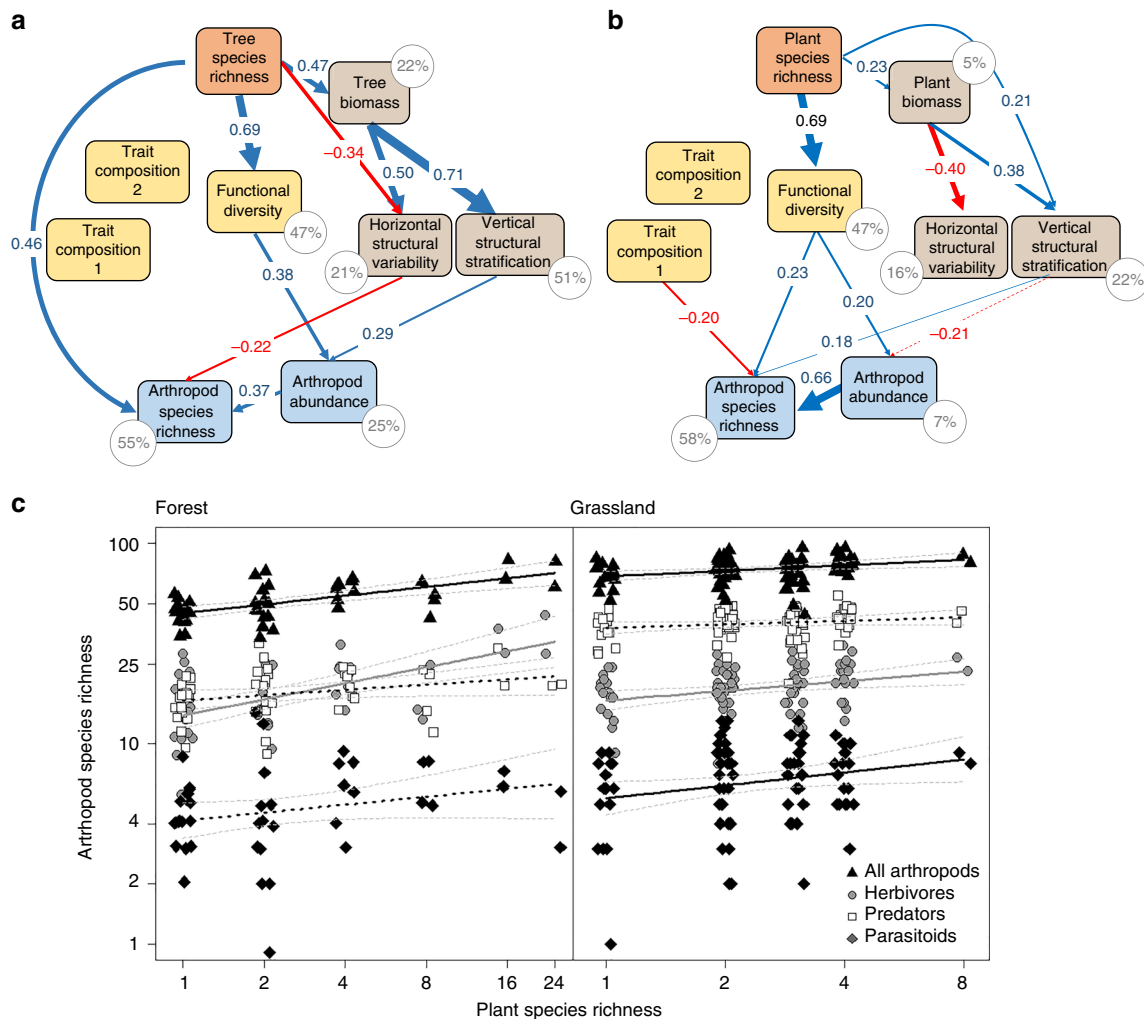 a
Tree
species
richness
0.47
22%
Tree
biomass
0.69
−0.34
0.50
0.71
Trait
composition
2
Functional
diversity
47%
Trait
composition
1
Horizontal
structural
variability
21%
Vertical
structural
stratification
51%
0.46
0.38
−0.22
0.29
Arthropod
species
richness
55%
0.37
Arthropod
abundance
25%
b
Plant
species
richness
0.23
5%
Plant
biomass
0.21
0.69
−0.40
0.38
Trait
composition
2
Functional
diversity
47%
Trait
composition
1
Horizontal
structural
variability
16%
Vertical
structural
stratification
22%
−0.20
0.23
0.20
0.18
−0.21
Arthropod
species
richness
58%
0.66
Arthropod
abundance
7%
c
Forest
Grassland
Artrhopod species richness
100
50
25
10
4
2
1
All arthropods
Herbivores
Predators
Parasitoids
1 2 4 8 16 24
1 2 4 8
Plant species richness